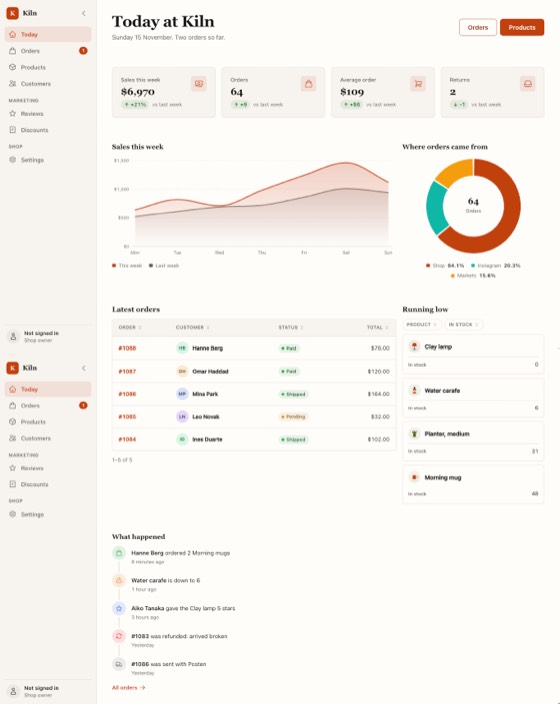 K Kiln
Today
Orders 1
Products
Customers
MARKETING
Reviews
Discounts
SHOP
Settings
Not signed in
Shop owner
K Kiln
Today
Orders 1
Products
Customers
MARKETING
Reviews
Discounts
SHOP
Settings
Not signed in
Shop owner
Today at Kiln
Sunday 15 November. Two orders so far.
Orders
Products
Sales this week
$6,970
↑ +21% vs last week
Orders
64
↑ +9 vs last week
Average order
$109
↑ +$6 vs last week
Returns
2
↓ -1 vs last week
Sales this week
$1,500
$1,000
$500
$0
Mon Tue Wed Thu Fri Sat Sun
This week Last week
Where orders came from
64
Orders
Shop 64.1% Instagram 20.3%
Markets 15.6%
Latest orders
ORDER CUSTOMER STATUS TOTAL
#1088 HB Hanne Berg Paid $76.00
#1087 OH Omar Haddad Paid $120.00
#1086 MP Mina Park Shipped $164.00
#1085 LN Leo Novak Pending $32.00
#1084 ID Ines Duarte Shipped $102.00
1–5 of 5
Running low
PRODUCT IN STOCK
Clay lamp
In stock 0
Water carafe
In stock 6
Planter, medium
In stock 31
Morning mug
In stock 48
What happened
Hanne Berg ordered 2 Morning mugs
8 minutes ago
Water carafe is down to 6
1 hour ago
Aiko Tanaka gave the Clay lamp 5 stars
3 hours ago
#1083 was refunded: arrived broken
Yesterday
#1086 was sent with Posten
Yesterday
All orders →